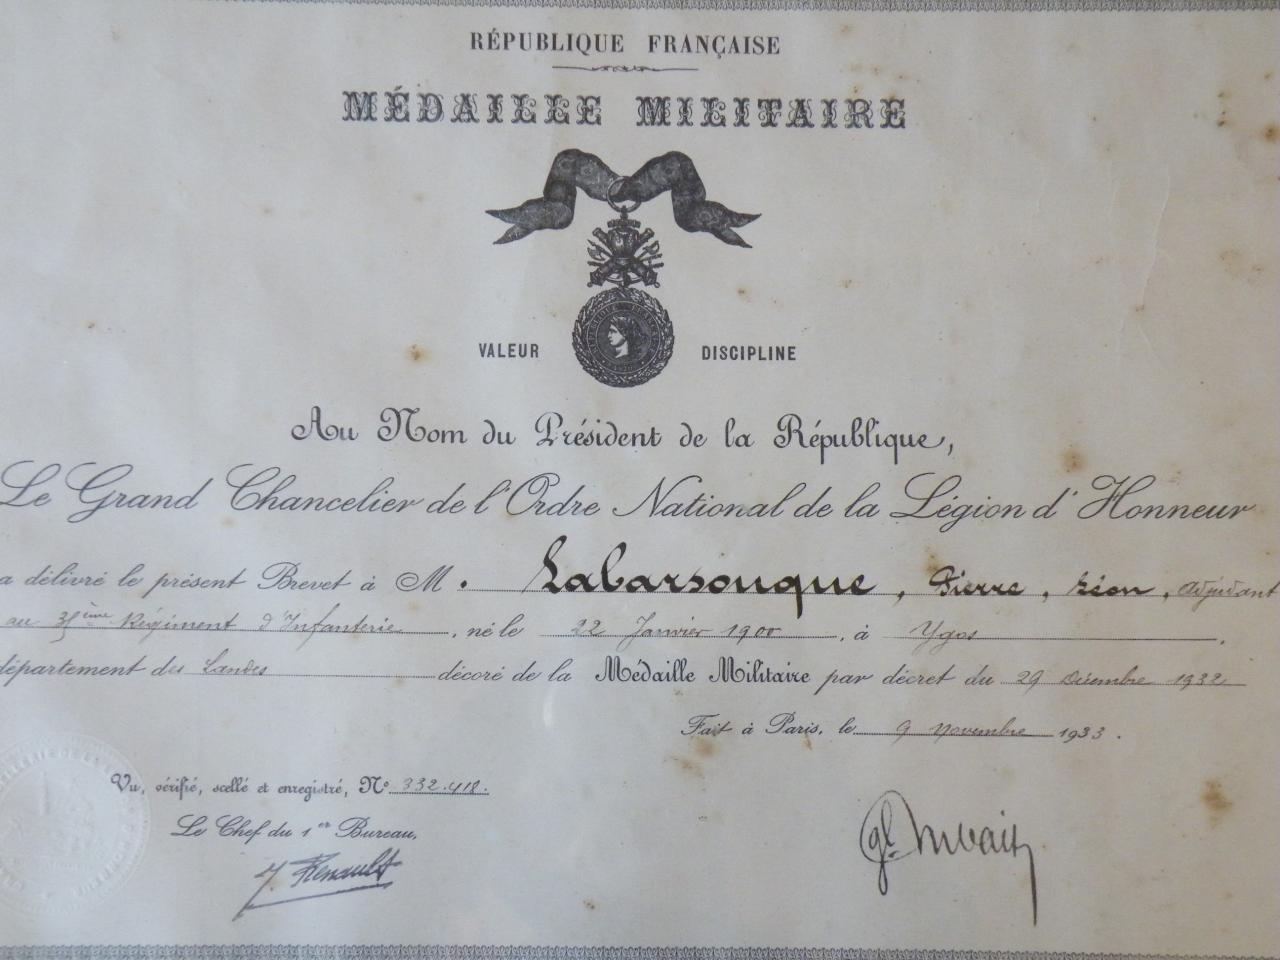 RÉPUBLIQUE FRANÇAISE
MÉDAILLE MILITAIRE
VALEUR DISCIPLINE
Au Nom du Président de la République,
Le Grand Chancelier de l'Ordre National de la Légion d'Honneur
a délivré le présent Brevet à M. Labarsouque, Pierre, Léon, Adjudant
au Régiment d'Infanterie, né le 22 Janvier 1900, à Ygos,
département des Landes décoré de la Médaille Militaire par décret du 29 Décembre 1932
Fait à Paris, le 9 Novembre 1933.
Vu, vérifié, scellé et enregistré, N° 332.418.
Le Chef du 1er Bureau,
J. Renault